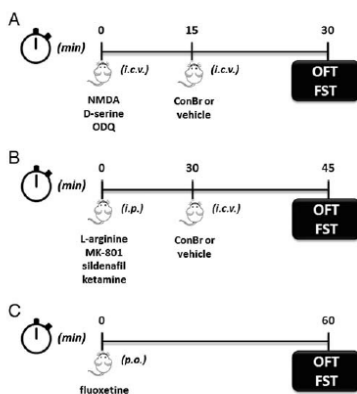 A
(min)
0 15 30
(i.c.v.) (i.c.v.)
NMDA
D-serine
ODQ
ConBr or
vehicle
OFT
FST
B
(min)
0 30 45
(i.p.) (i.c.v.)
L-arginine
MK-801
sildenafil
ketamine
ConBr or
vehicle
OFT
FST
C
(min)
0 60
(p.o.)
fluoxetine
OFT
FST